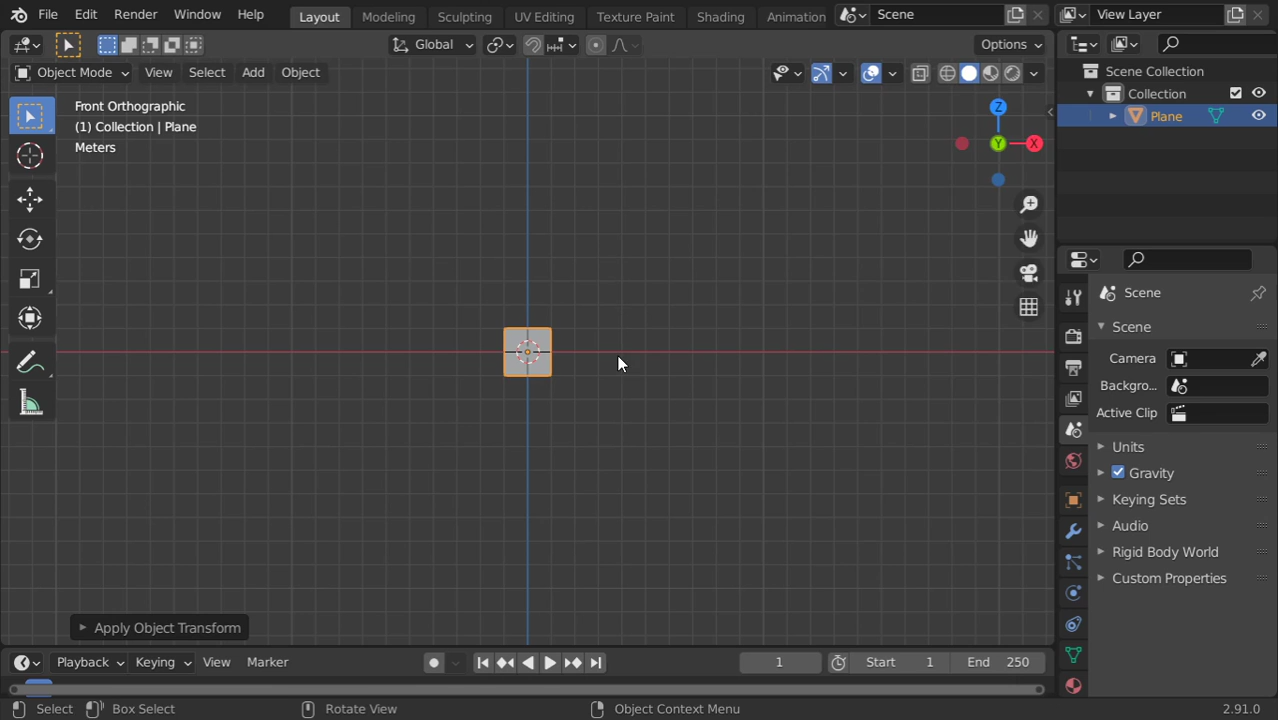 File Edit Render Window Help Layout Modeling Sculpting UV Editing Texture Paint Shading Animation Scene View Layer
Global Options
Object Mode View Select Add Object
Scene Collection
Collection
Plane
Front Orthographic
(1) Collection | Plane
Meters
Z
Y
X
Scene
Scene
Camera
Backgro...
Active Clip
Units
Gravity
Keying Sets
Audio
Rigid Body World
Custom Properties
Apply Object Transform
Playback Keying View Marker 1 Start 1 End 250
Select Box Select Rotate View Object Context Menu 2.91.0